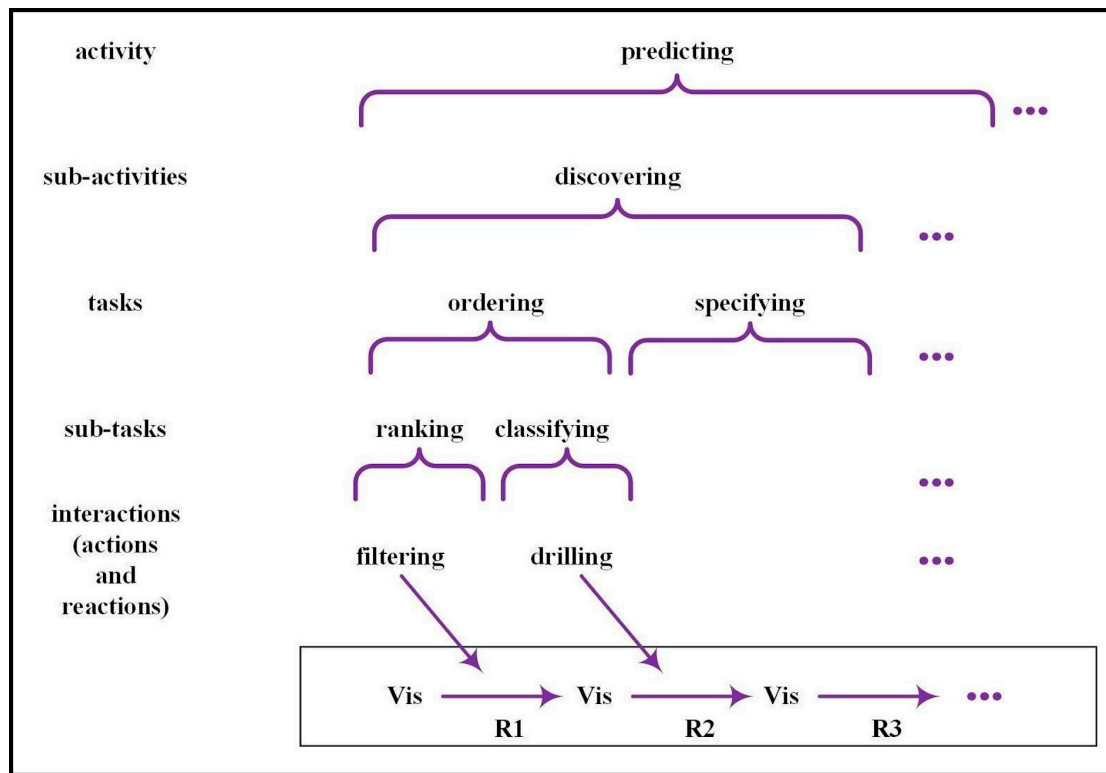 activity predicting
...
sub-activities discovering
...
tasks ordering specifying
...
sub-tasks ranking classifying
...
interactions
(actions
and
reactions)
filtering drilling
...
Vis Vis Vis ...
R1 R2 R3